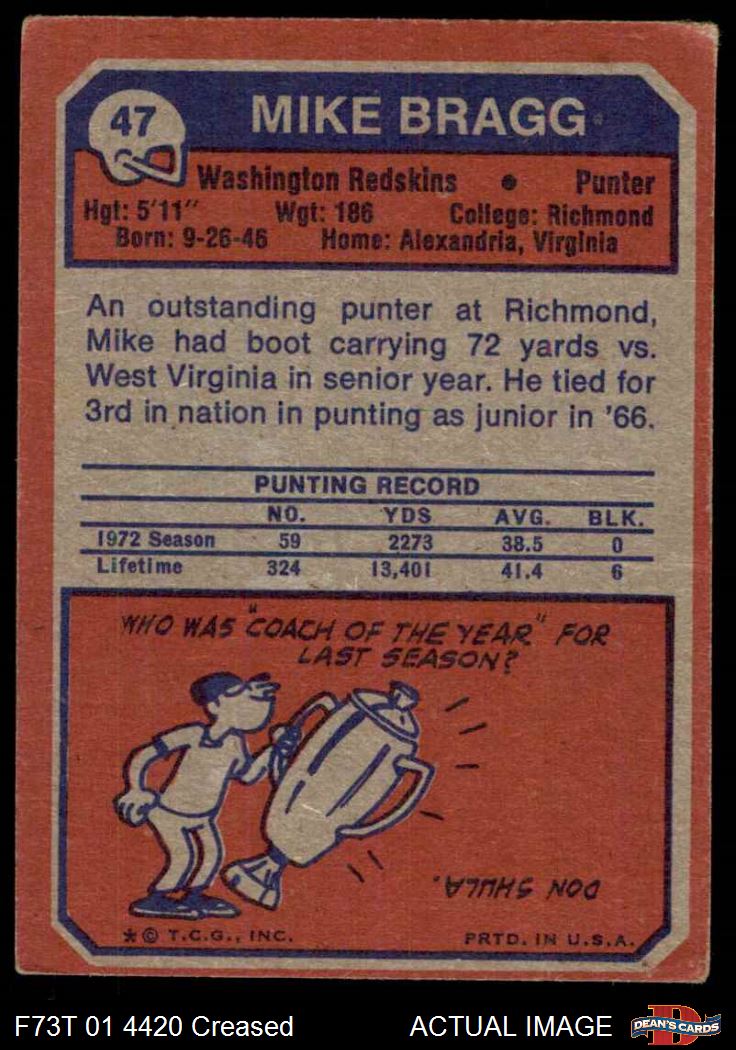 47
MIKE BRAGG
Washington Redskins • Punter
Hgt: 5'11" Wgt: 186 College: Richmond
Born: 9-26-46 Home: Alexandria, Virginia
An outstanding punter at Richmond,
Mike had boot carrying 72 yards vs.
West Virginia in senior year. He tied for
3rd in nation in punting as junior in '66.
PUNTING RECORD
NO. YDS AVG. BLK.
1972 Season 59 2273 38.5 0
Lifetime 324 13,401 41.4 6
WHO WAS "COACH OF THE YEAR" FOR
LAST SEASON?
DON SHULA.
* © T.C.G., INC. PRTD. IN U.S.A.
F73T 01 4420 Creased ACTUAL IMAGE D DEAN'S CARDS